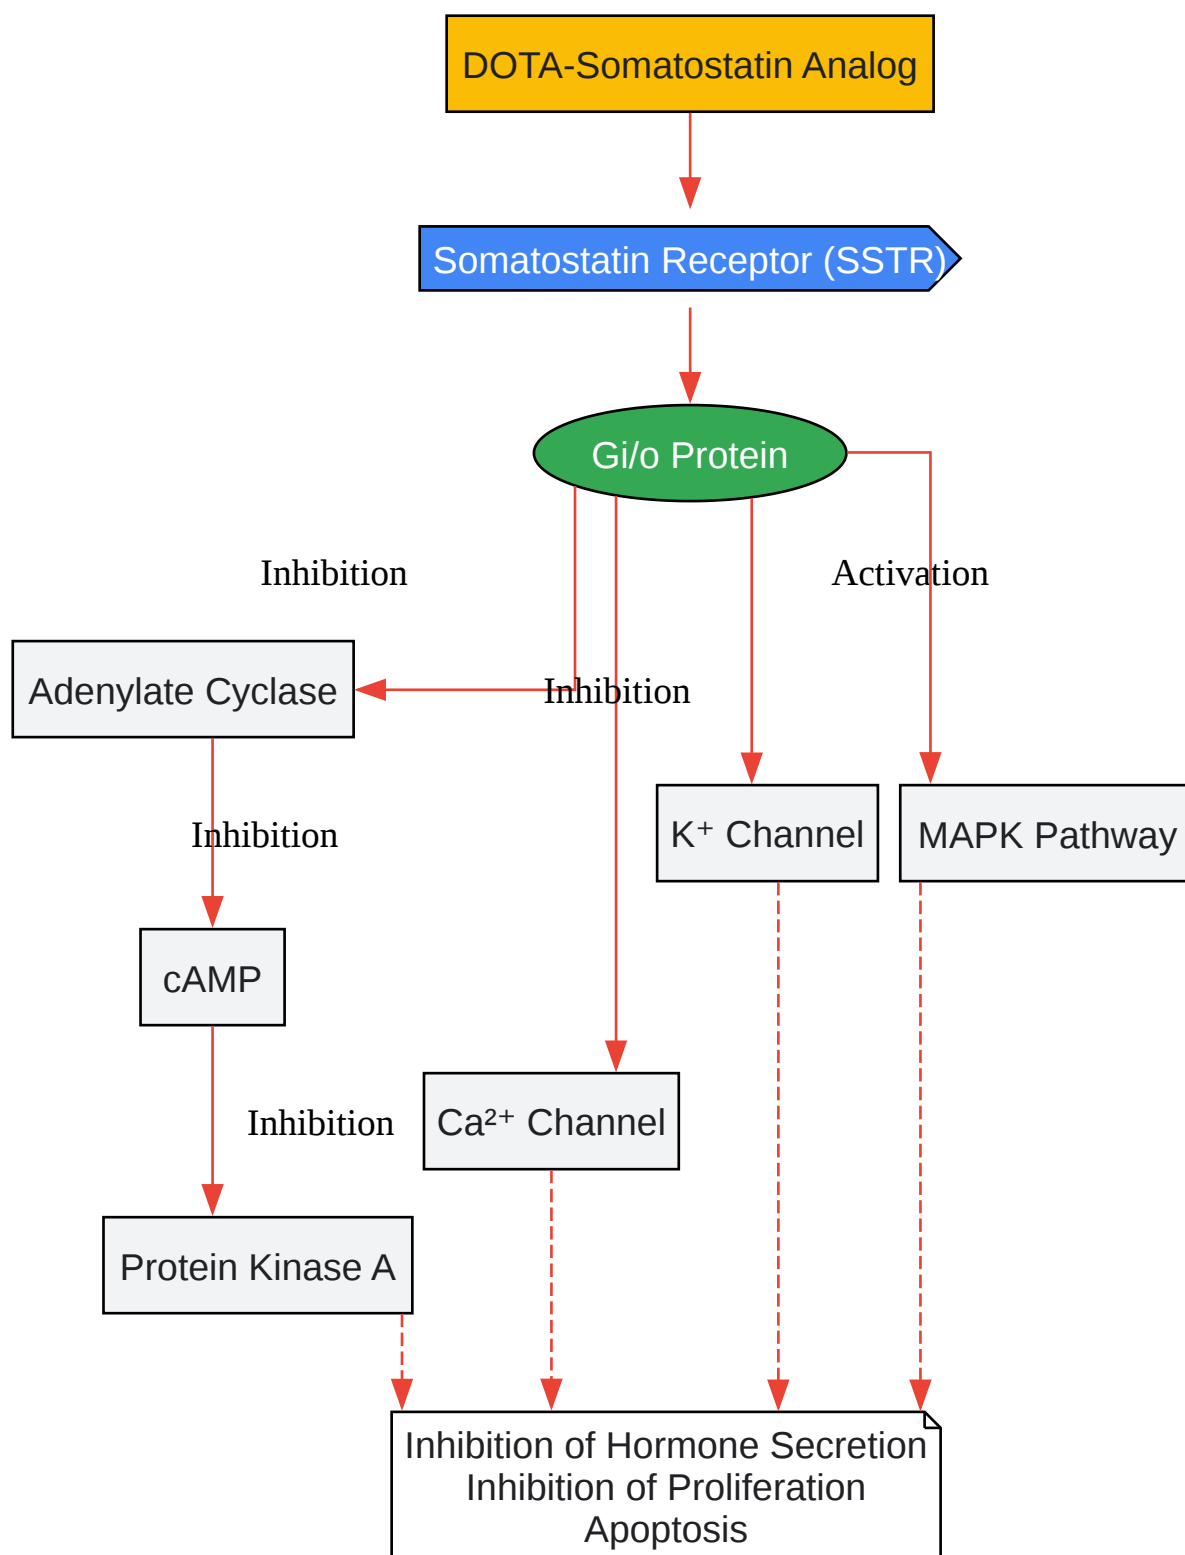 DOTA-Somatostatin Analog
Somatostatin Receptor (SSTR)
Gi/o Protein
Inhibition
Activation
Adenylate Cyclase
Inhibition
Inhibition
K⁺ Channel
MAPK Pathway
cAMP
Inhibition
Ca²⁺ Channel
Protein Kinase A
Inhibition of Hormone Secretion
Inhibition of Proliferation
Apoptosis